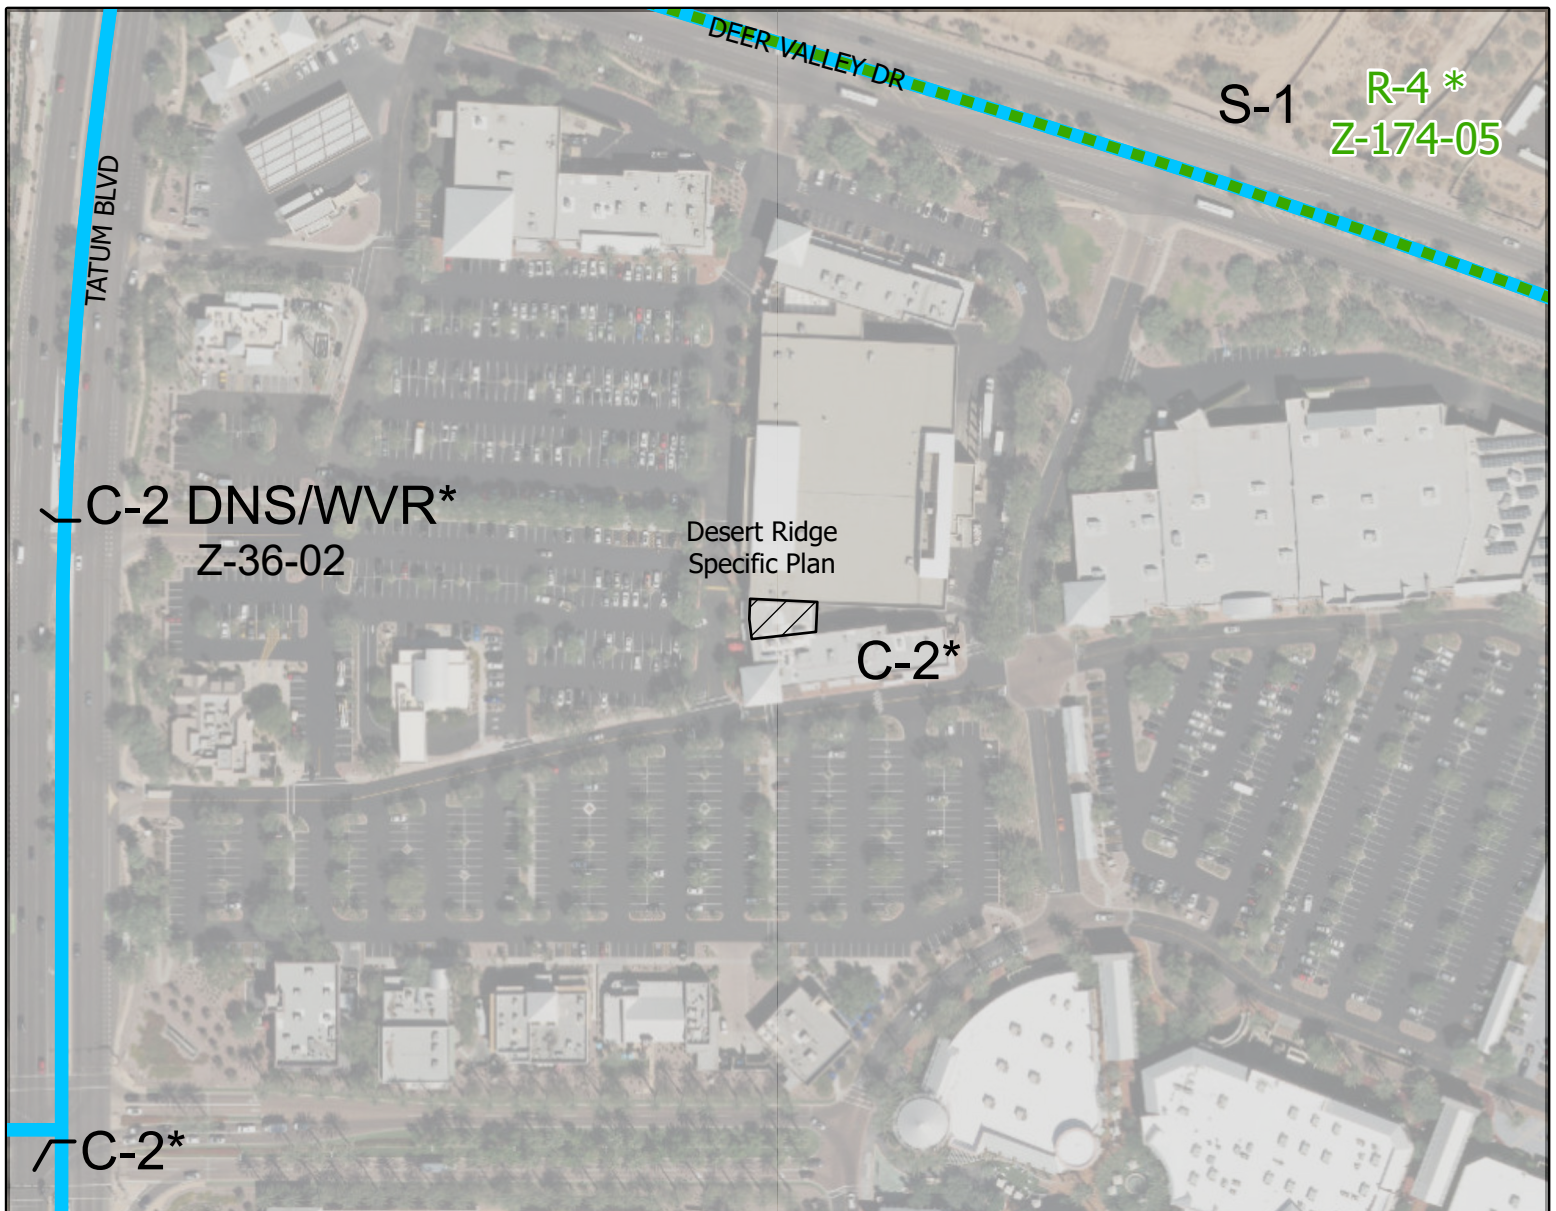 DEER VALLEY DR
S-1
R-4 *
Z-174-05
TATUM BLVD
C-2 DNS/WVR*
Z-36-02
Desert Ridge
Specific Plan
C-2*
C-2*